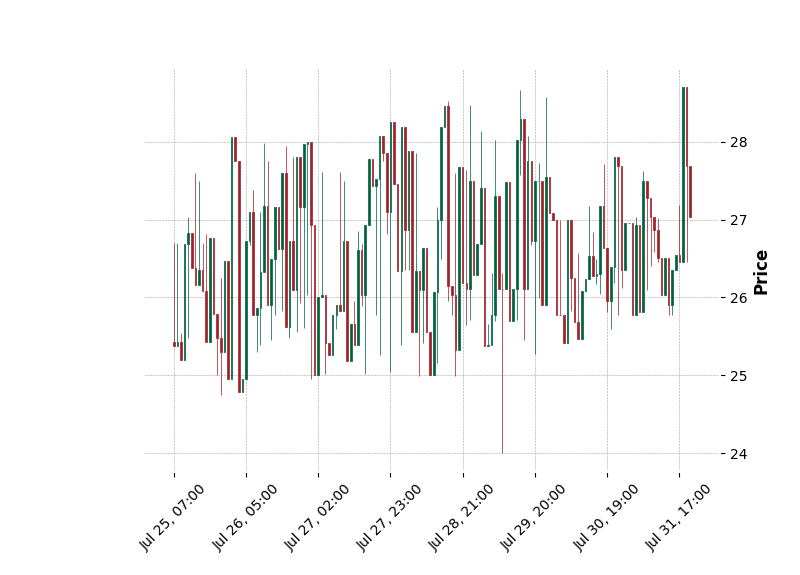 28
27
26
25
24
Price
Jul 25, 07:00
Jul 26, 05:00
Jul 27, 02:00
Jul 27, 23:00
Jul 28, 21:00
Jul 29, 20:00
Jul 30, 19:00
Jul 31, 17:00